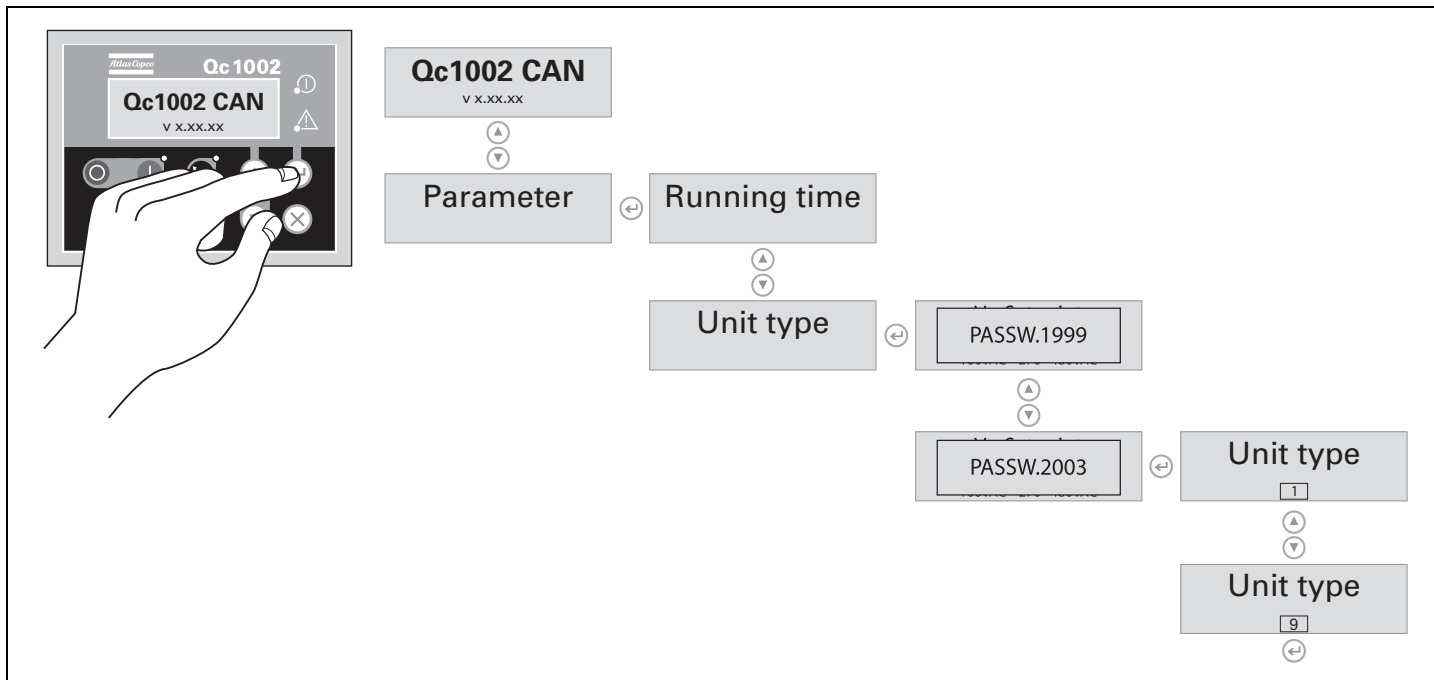 Atlas Copco
Qc1002
Qc1002 CAN
v x.xx.xx
Qc1002 CAN
v x.xx.xx
Parameter
Running time
Unit type
PASSW.1999
PASSW.2003
Unit type
1
Unit type
9